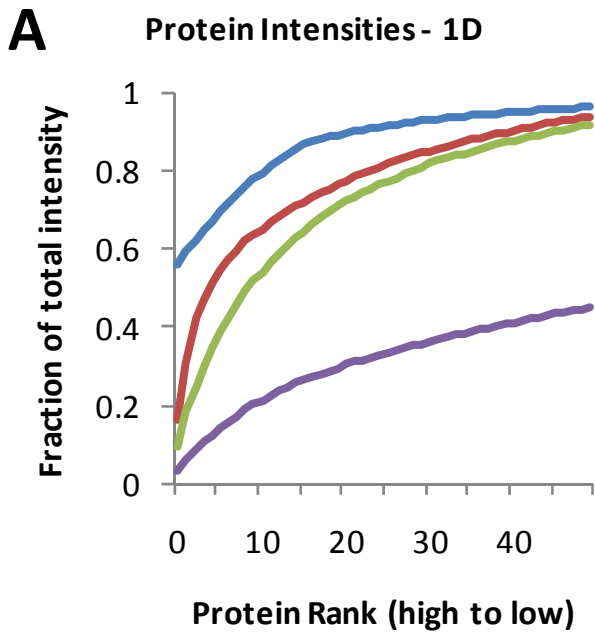 A
Protein Intensities - 1D
Fraction of total intensity
1
0.8
0.6
0.4
0.2
0
0 10 20 30 40
Protein Rank (high to low)